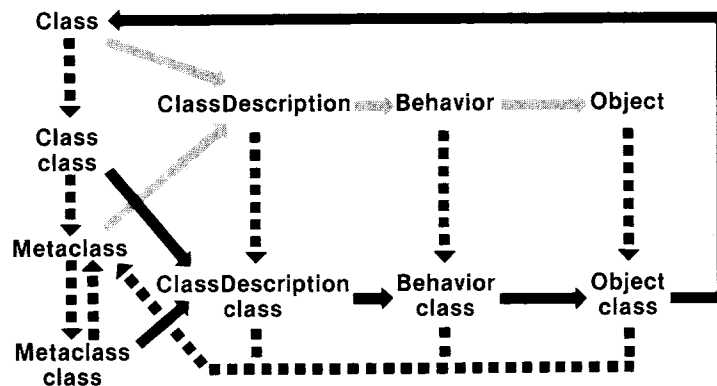 Class
ClassDescription
Behavior
Object
Class
class
Metaclass
ClassDescription
class
Behavior
class
Object
class
Metaclass
class